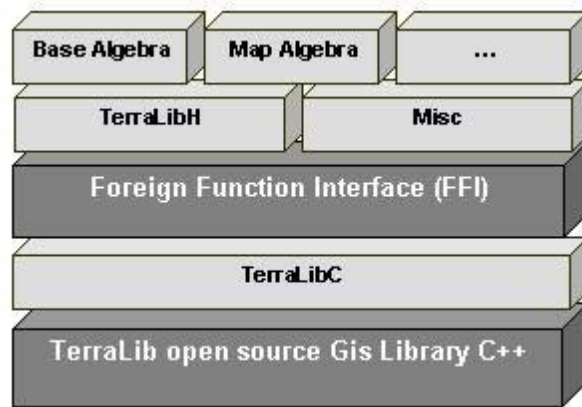 Base Algebra
Map Algebra
...
TerraLibH
Misc
Foreign Function Interface (FFI)
TerraLibC
TerraLib open source Gis Library C++